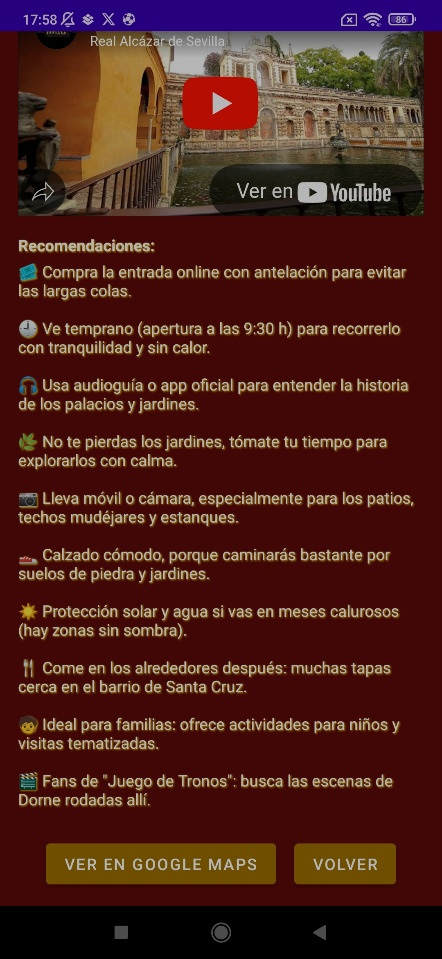 17:58
86
Real Alcázar de Sevilla
Ver en YouTube
Recomendaciones:
🎟️ Compra la entrada online con antelación para evitar
las largas colas.
🕘 Ve temprano (apertura a las 9:30 h) para recorrerlo
con tranquilidad y sin calor.
🎧 Usa audioguía o app oficial para entender la historia
de los palacios y jardines.
🌿 No te pierdas los jardines, tómate tu tiempo para
explorarlos con calma.
📷 Lleva móvil o cámara, especialmente para los patios,
techos mudéjares y estanques.
👟 Calzado cómodo, porque caminarás bastante por
suelos de piedra y jardines.
☀️ Protección solar y agua si vas en meses calurosos
(hay zonas sin sombra).
🍴 Come en los alrededores después: muchas tapas
cerca en el barrio de Santa Cruz.
🧒 Ideal para familias: ofrece actividades para niños y
visitas tematizadas.
🎬 Fans de "Juego de Tronos": busca las escenas de
Dorne rodadas allí.
VER EN GOOGLE MAPS
VOLVER